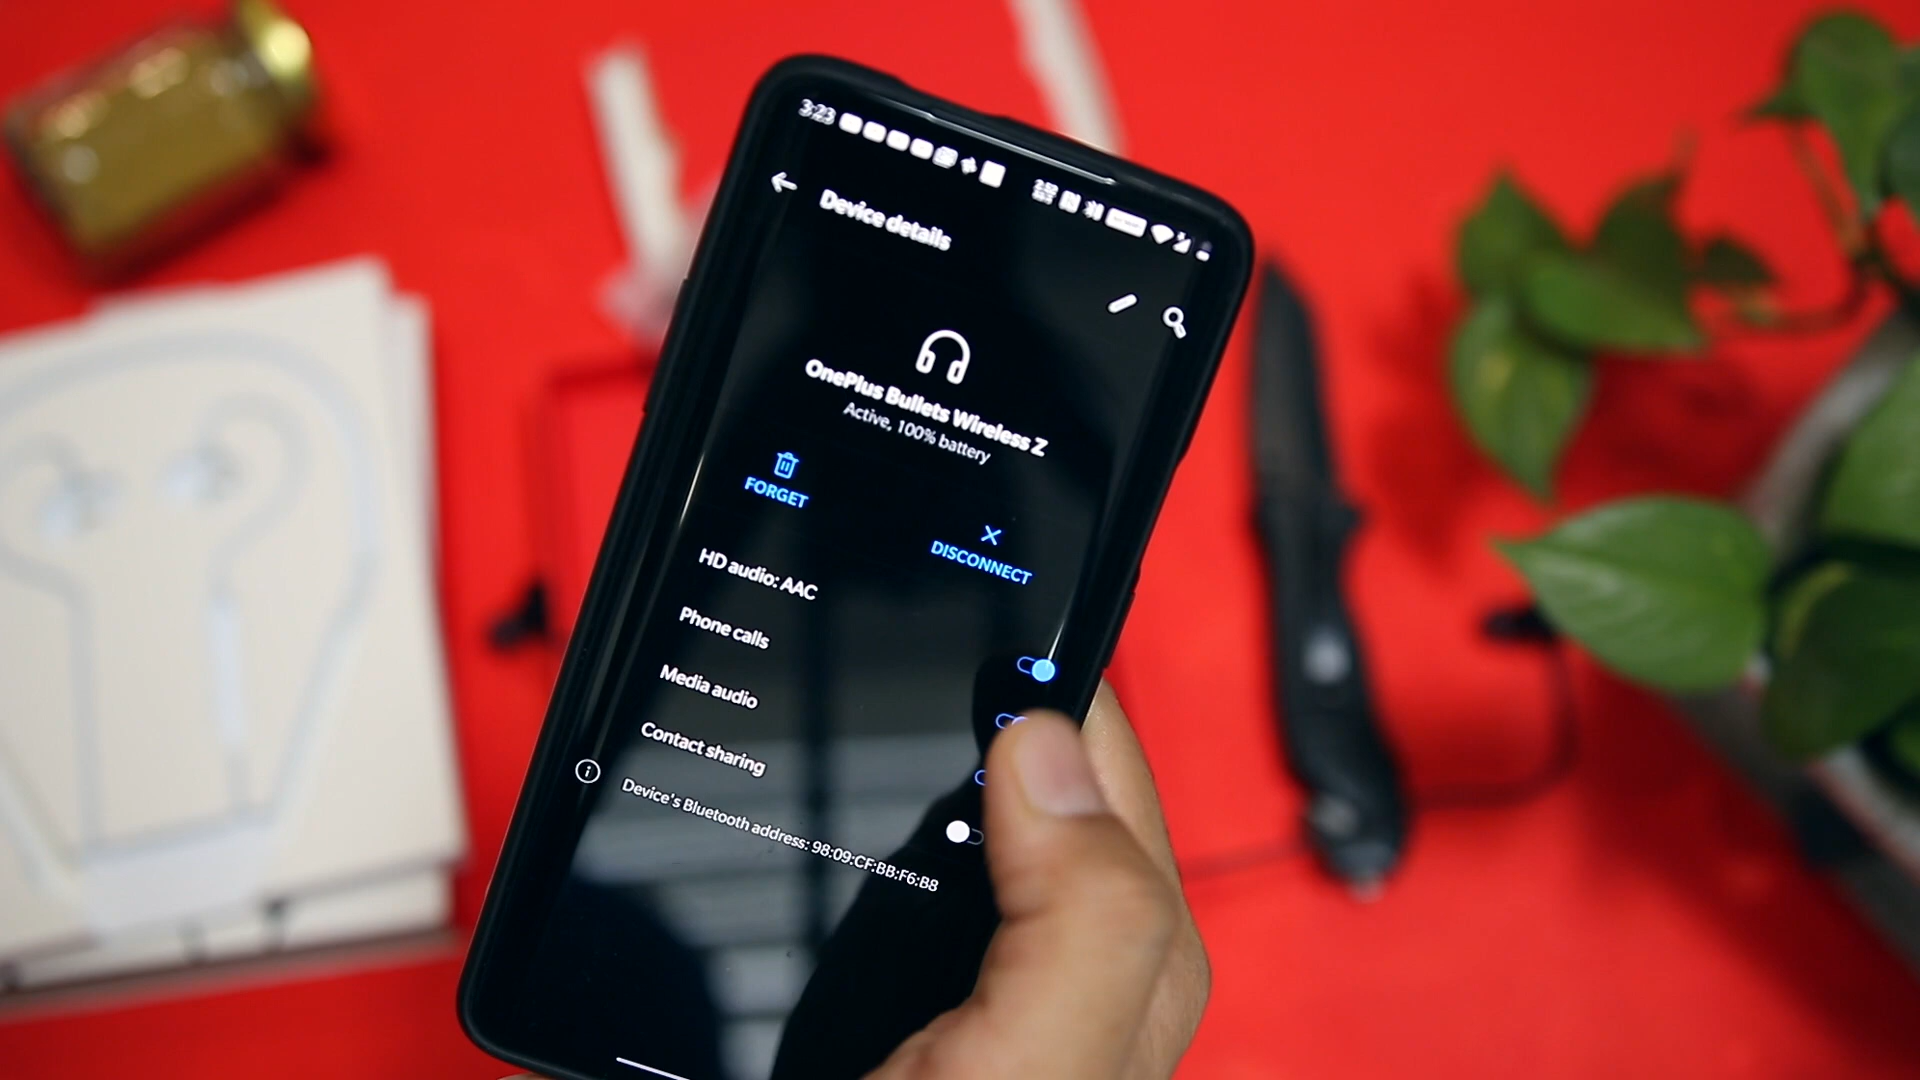 3:23
Device details
OnePlus Bullets Wireless Z
Active, 100% battery
FORGET
DISCONNECT
HD audio: AAC
Phone calls
Media audio
Contact sharing
Device's Bluetooth address: 98:09:CF:BB:F6:B8